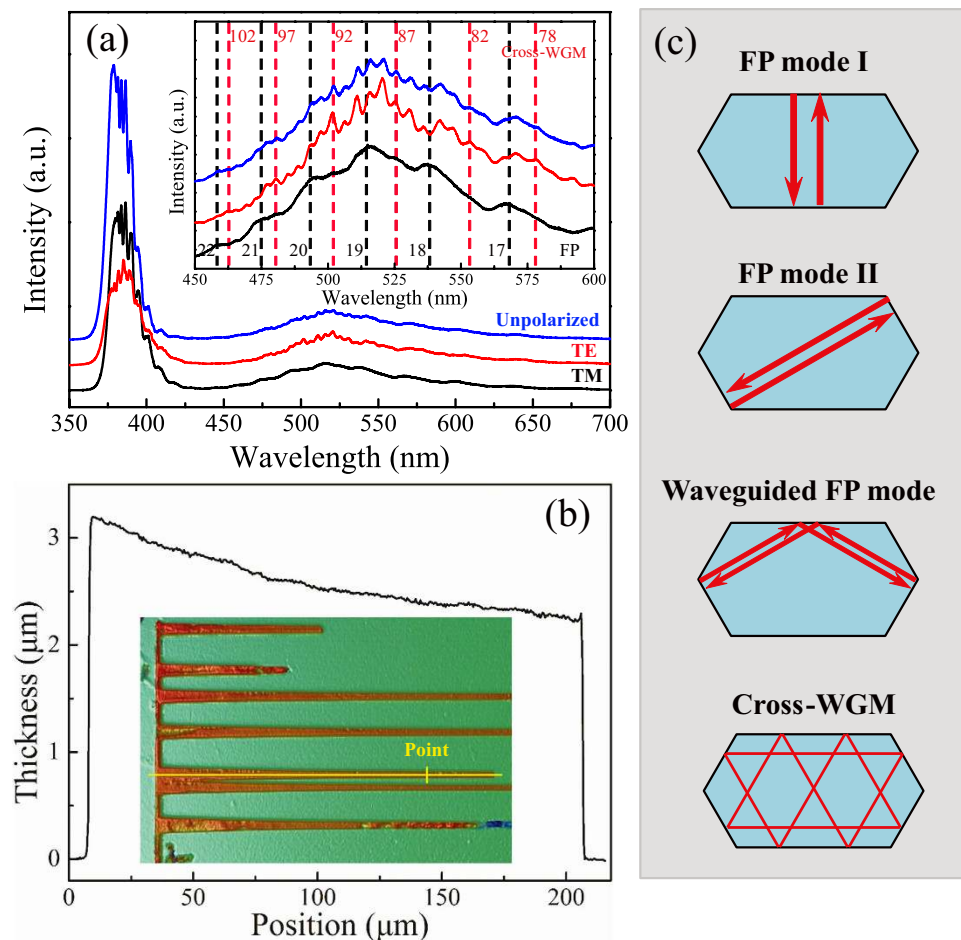 (a)
Intensity (a.u.)
Wavelength (nm)
350 400 450 500 550 600 650 700
Unpolarized
TE
TM
Intensity (a.u.)
102 97 92 87 82 78
Cross-WGM
22 21 20 19 18 17 FP
450 475 500 525 550 575 600
Wavelength (nm)
(b)
Thickness (μm)
3
2
1
0
Point
0 50 100 150 200
Position (μm)
(c)
FP mode I
FP mode II
Waveguided FP mode
Cross-WGM